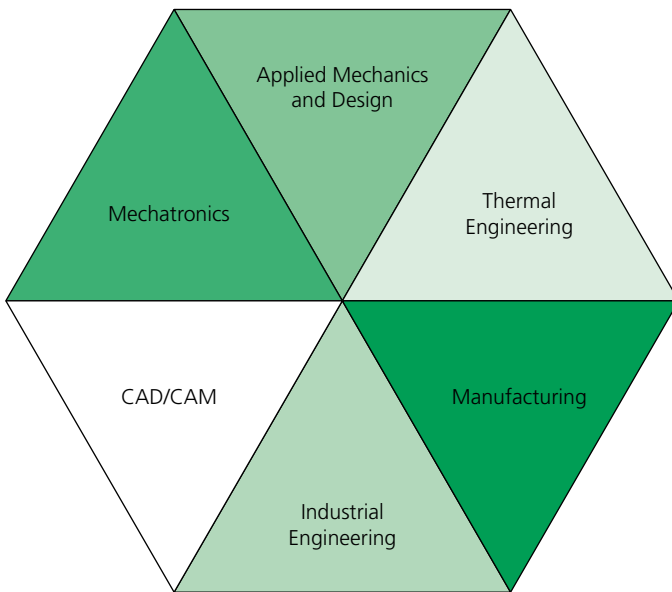 Applied Mechanics
and Design
Thermal
Engineering
Mechatronics
CAD/CAM
Manufacturing
Industrial
Engineering